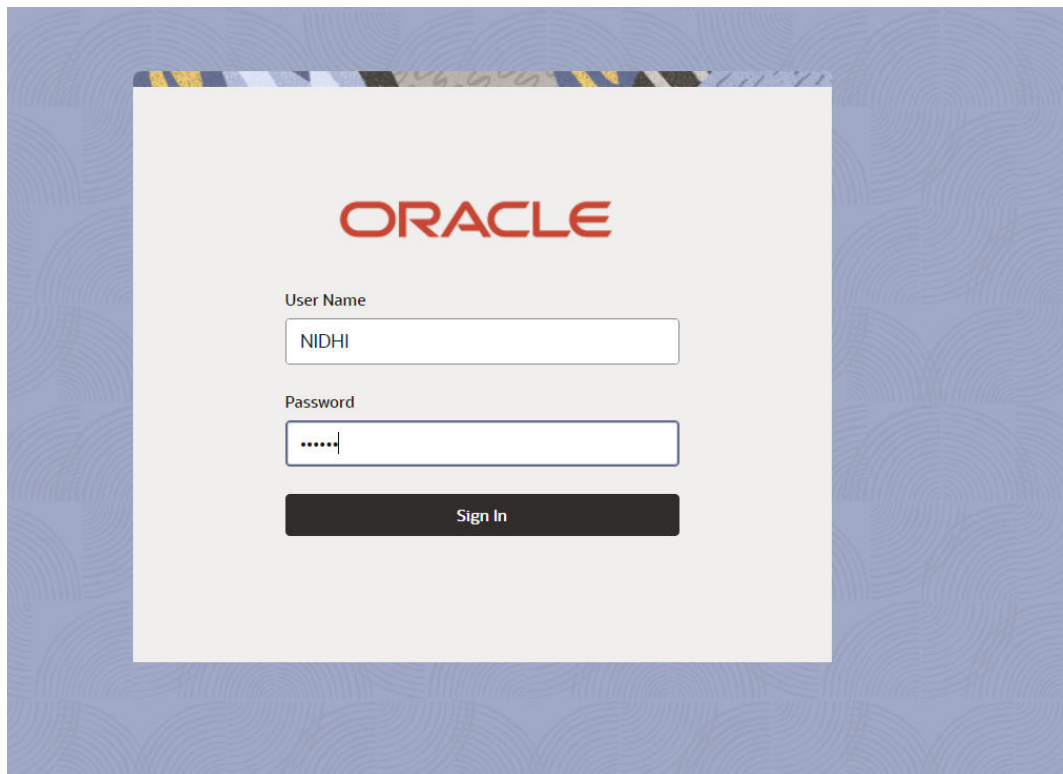 ORACLE
User Name
NIDHI
Password
••••••
Sign In